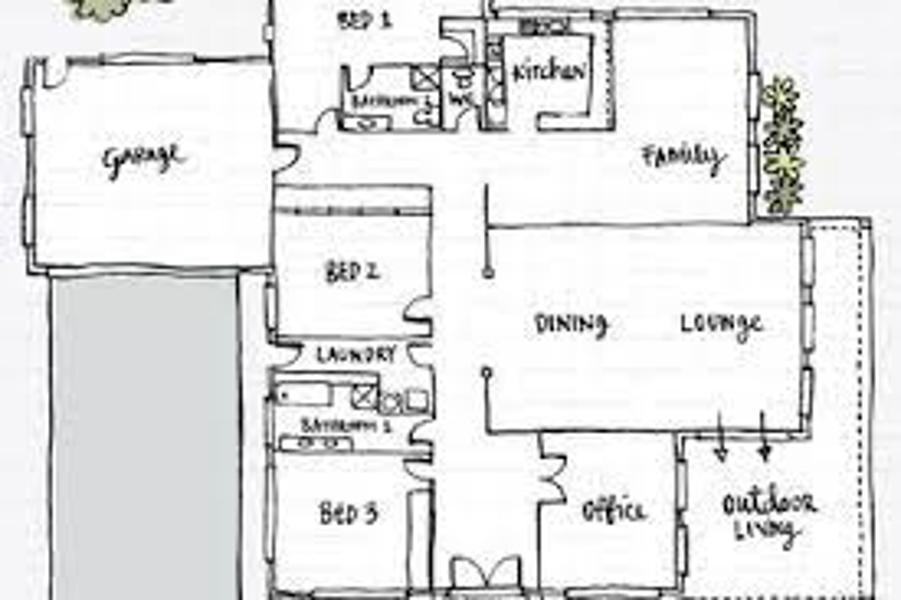 BED 1
Kitchen
BATHROOM 2
WC
GARAGE
FAMily
BED 2
DINING
LOUNGE
LAUNDRY
BATHROOM 1
BED 3
Office
OUTDOOR
LIVING